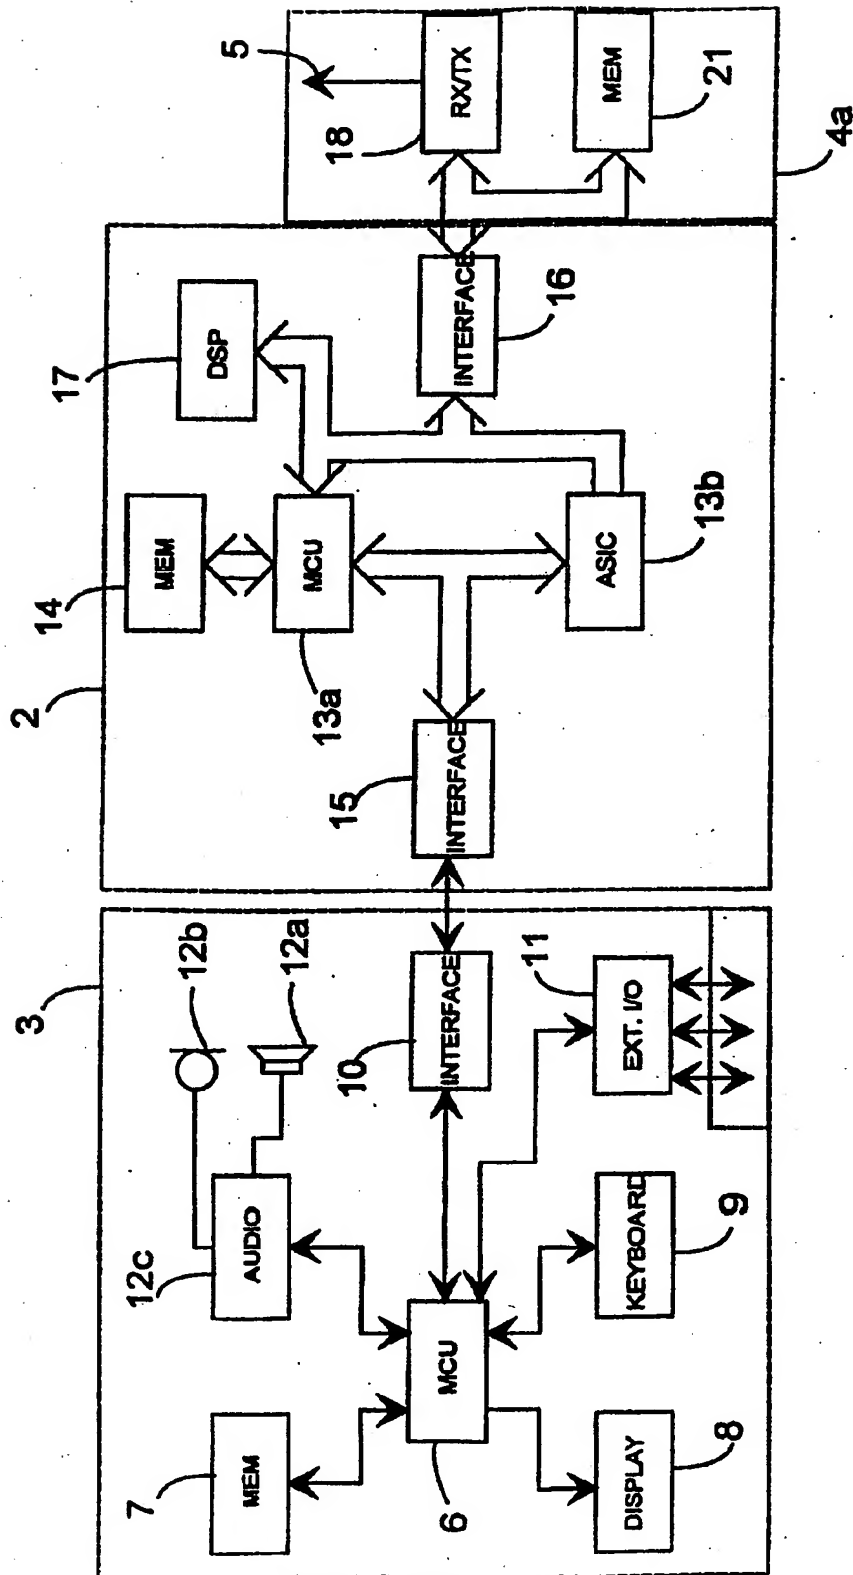 3
7
MEM
12c
AUDIO
12b
12a
6
MCU
10
INTERFACE
11
EXT. I/O
DISPLAY
8
KEYBOARD
9
2
14
MEM
17
DSP
MCU
13a
15
INTERFACE
INTERFACE
16
ASIC
13b
5
18
RX/TX
MEM
21
4a